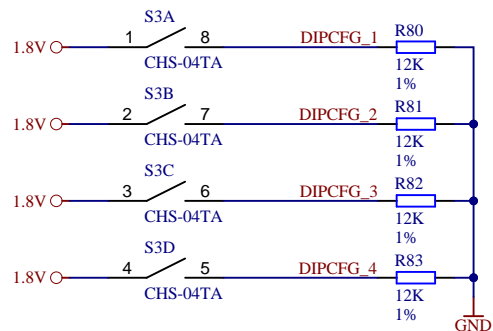 S3A
1.8V 1 8 DIPCFG_1 R80
CHS-04TA 12K
1%
S3B
1.8V 2 7 DIPCFG_2 R81
CHS-04TA 12K
1%
S3C
1.8V 3 6 DIPCFG_3 R82
CHS-04TA 12K
1%
S3D
1.8V 4 5 DIPCFG_4 R83
CHS-04TA 12K
1%
GND